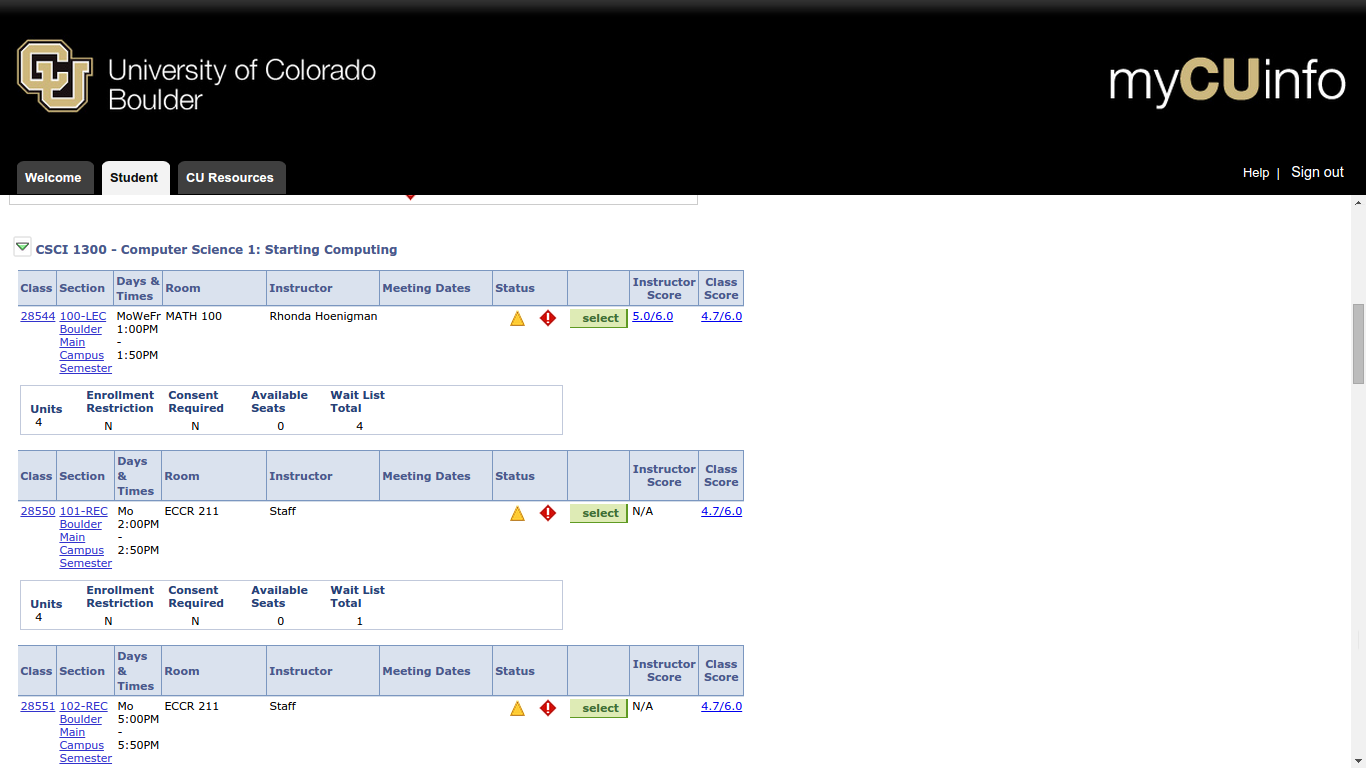 University of Colorado
Boulder
myCUinfo
Welcome
Student
CU Resources
Help | Sign out
CSCI 1300 - Computer Science 1: Starting Computing
Class Section Days & Times Room Instructor Meeting Dates Status Instructor Score Class Score
28544 100-LEC MoWeFr MATH 100 Rhonda Hoenigman select 5.0/6.0 4.7/6.0
Boulder 1:00PM
Main -
Campus 1:50PM
Semester
Units Enrollment Restriction Consent Required Available Seats Wait List Total
4 N N 0 4
Class Section Days & Times Room Instructor Meeting Dates Status Instructor Score Class Score
28550 101-REC Mo ECCR 211 Staff select N/A 4.7/6.0
Boulder 2:00PM
Main -
Campus 2:50PM
Semester
Units Enrollment Restriction Consent Required Available Seats Wait List Total
4 N N 0 1
Class Section Days & Times Room Instructor Meeting Dates Status Instructor Score Class Score
28551 102-REC Mo ECCR 211 Staff select N/A 4.7/6.0
Boulder 5:00PM
Main -
Campus 5:50PM
Semester